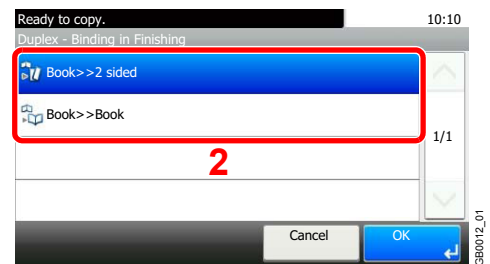 Ready to copy. 10:10
Duplex - Binding in Finishing
Book>>2 sided
Book>>Book
1/1
2
Cancel OK
GB0012_01